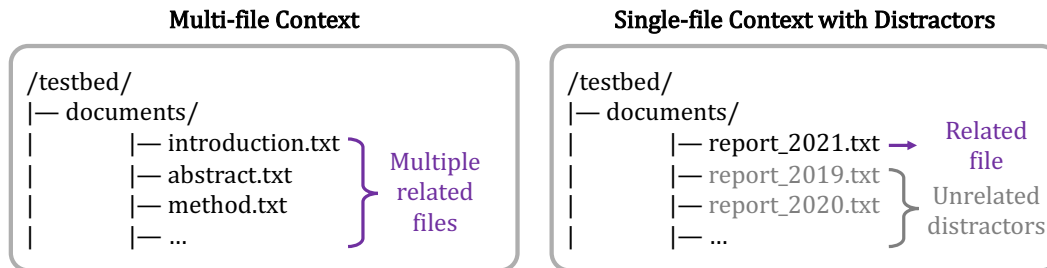 Multi-file Context
/testbed/
|— documents/
| |— introduction.txt
| |— abstract.txt
| |— method.txt
| |— ...
Multiple
related
files
Single-file Context with Distractors
/testbed/
|— documents/
| |— report_2021.txt
| |— report_2019.txt
| |— report_2020.txt
| |— ...
Related
file
Unrelated
distractors